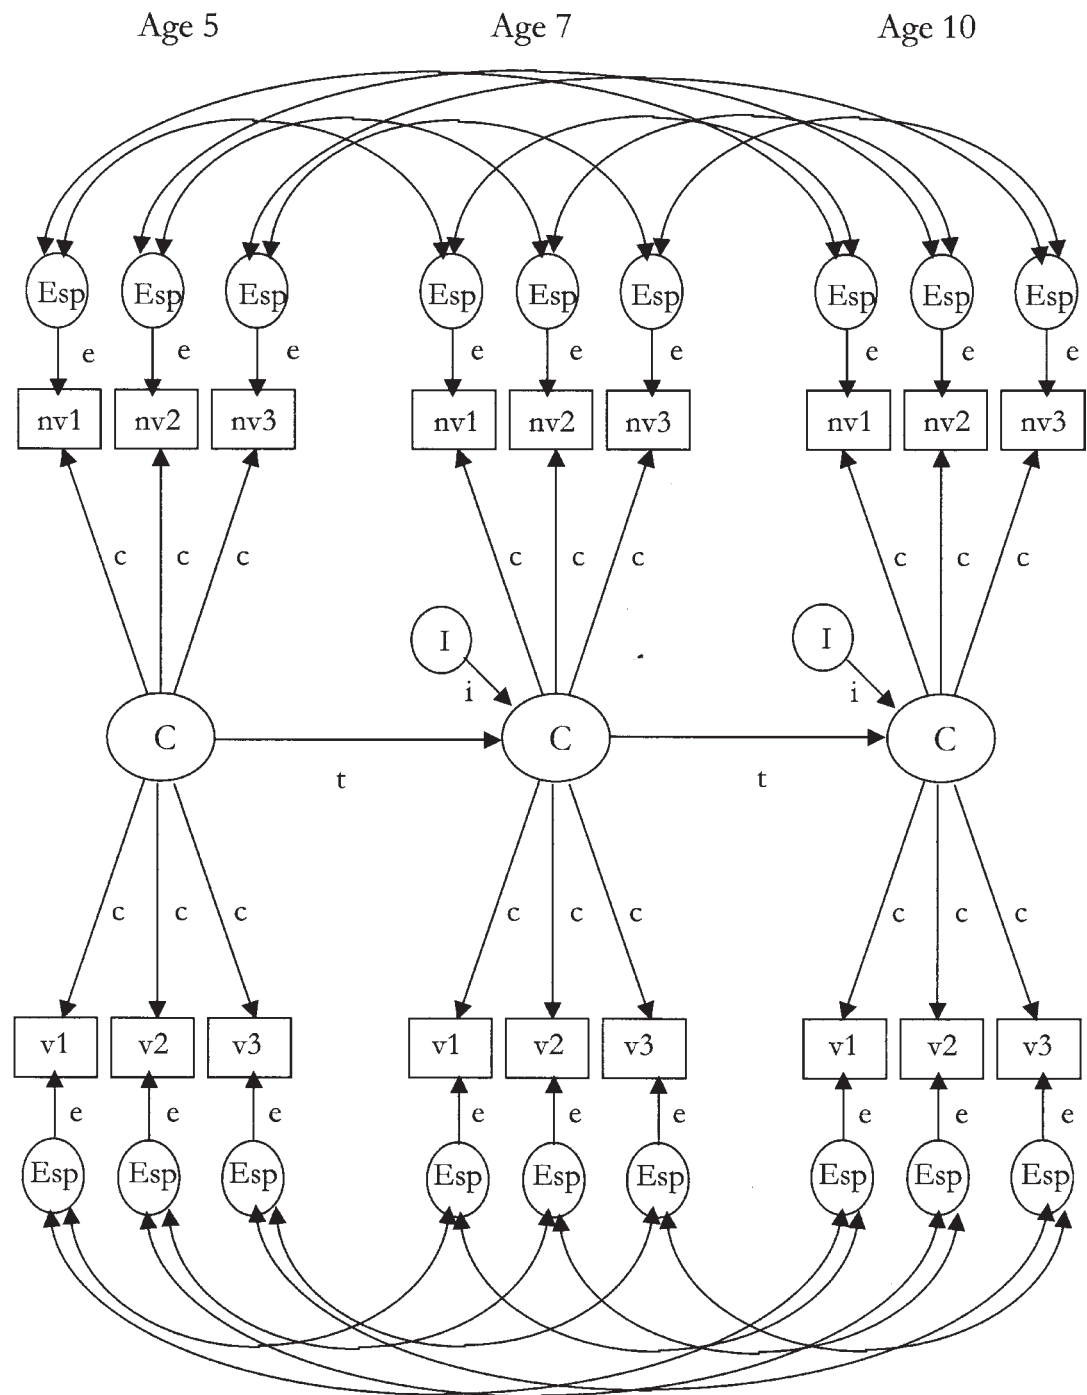 Age 5 Age 7 Age 10
Esp Esp Esp Esp Esp Esp Esp Esp Esp
e e e e e e e e e
nv1 nv2 nv3 nv1 nv2 nv3 nv1 nv2 nv3
c c c c c c c c c
I I
i i
C C C
t t
c c c c c c c c c
v1 v2 v3 v1 v2 v3 v1 v2 v3
e e e e e e e e e
Esp Esp Esp Esp Esp Esp Esp Esp Esp